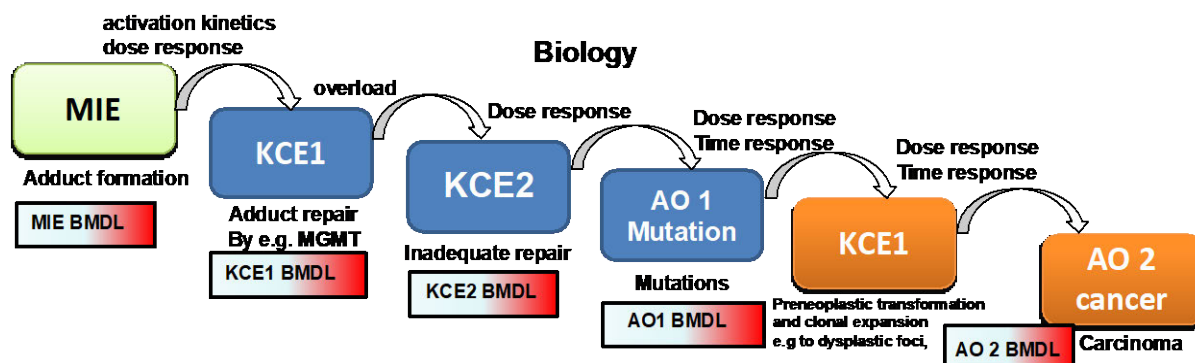 activation kinetics
dose response
Biology
MIE
overload
KCE1
Dose response
KCE2
Dose response
Time response
AO 1
Mutation
Dose response
Time response
KCE1
AO 2
cancer
Adduct formation
MIE BMDL
Adduct repair
By e.g. MGMT
KCE1 BMDL
Inadequate repair
KCE2 BMDL
Mutations
AO1 BMDL
Preneoplastic transformation
and clonal expansion
e.g to dysplastic foci,
AO 2 BMDL
Carcinoma